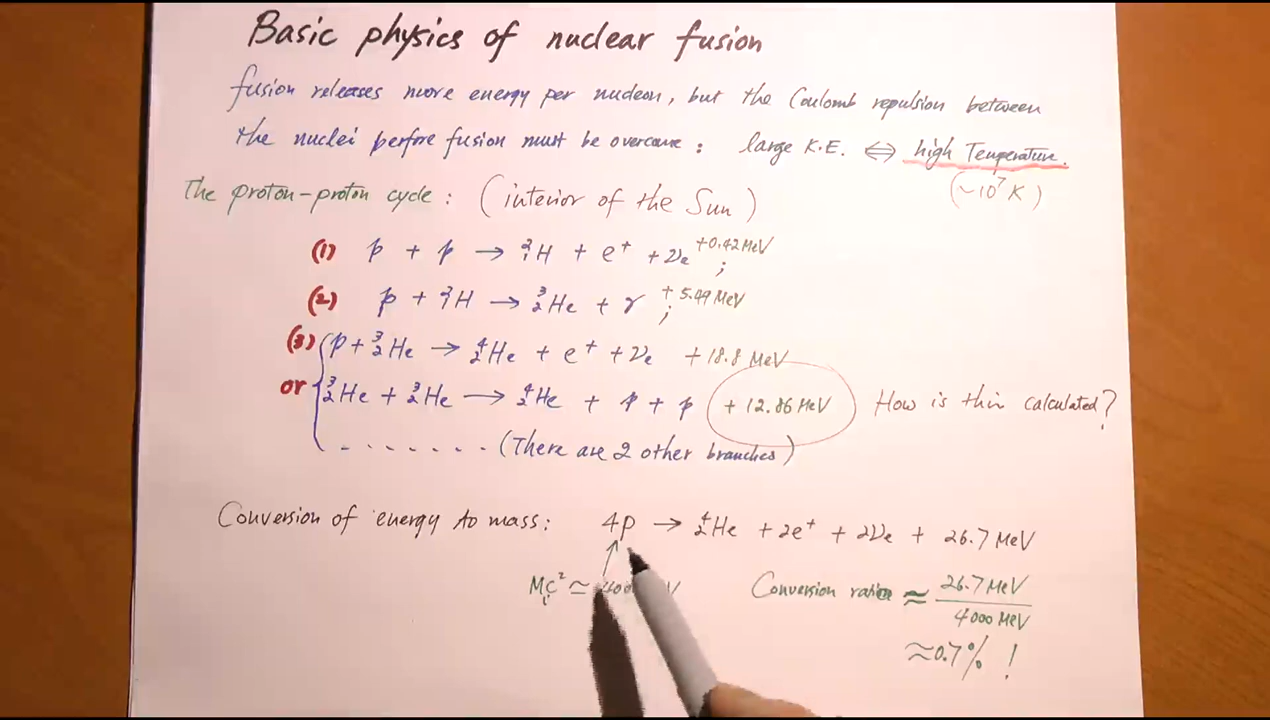 Basic physics of nuclear fusion
fusion releases more energy per nucleon, but the Coulomb repulsion between
the nuclei perfore fusion must be overcame : large K.E. ⇔ high Temperature.
(~10⁷ K)
The proton-proton cycle : (interior of the Sun)
(1) p + p → ²₁H + e⁺ + νₑ +0.42 MeV ;
(2) p + ²₁H → ³₂He + γ + 5.49 MeV ;
(3) p + ³₂He → ⁴₂He + e⁺ + νₑ + 18.8 MeV
or ³₂He + ³₂He → ⁴₂He + p + p + 12.86 MeV How is this calculated?
. . . . . . . (There are 2 other branches)
Conversion of energy to mass: 4p → ⁴₂He + 2e⁺ + 2νₑ + 26.7 MeV
Mc² ≈
Conversion ratio ≈ 26.7 MeV
4000 MeV
≈ 0.7% !